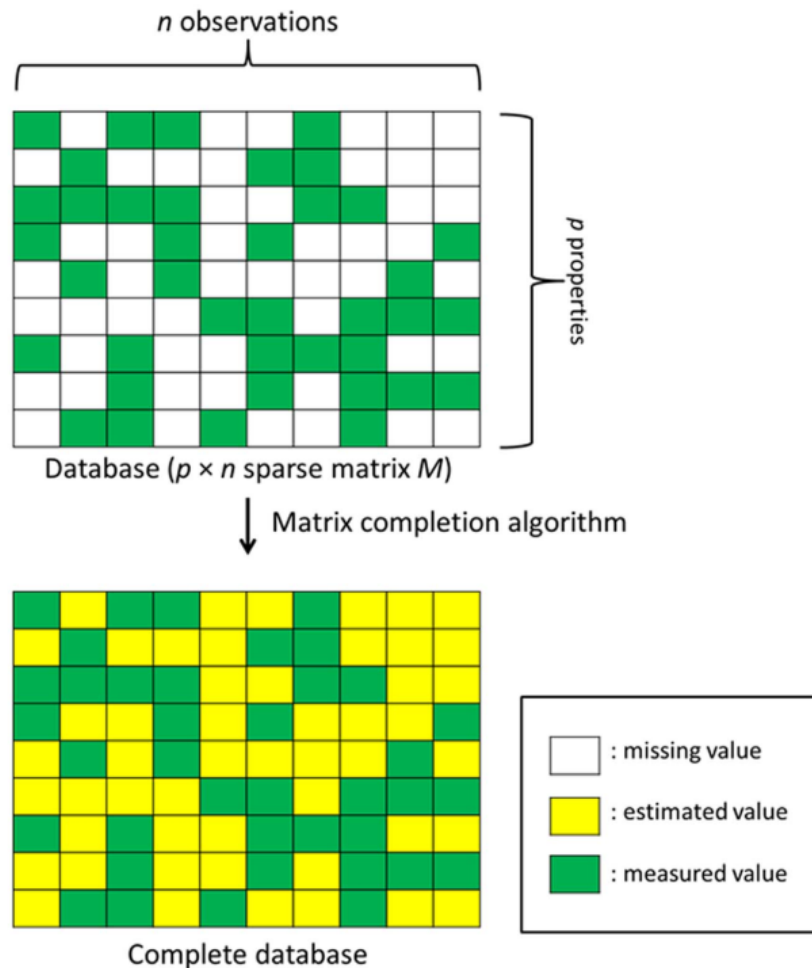 n observations
p properties
Database (p × n sparse matrix M)
Matrix completion algorithm
: missing value
: estimated value
: measured value
Complete database